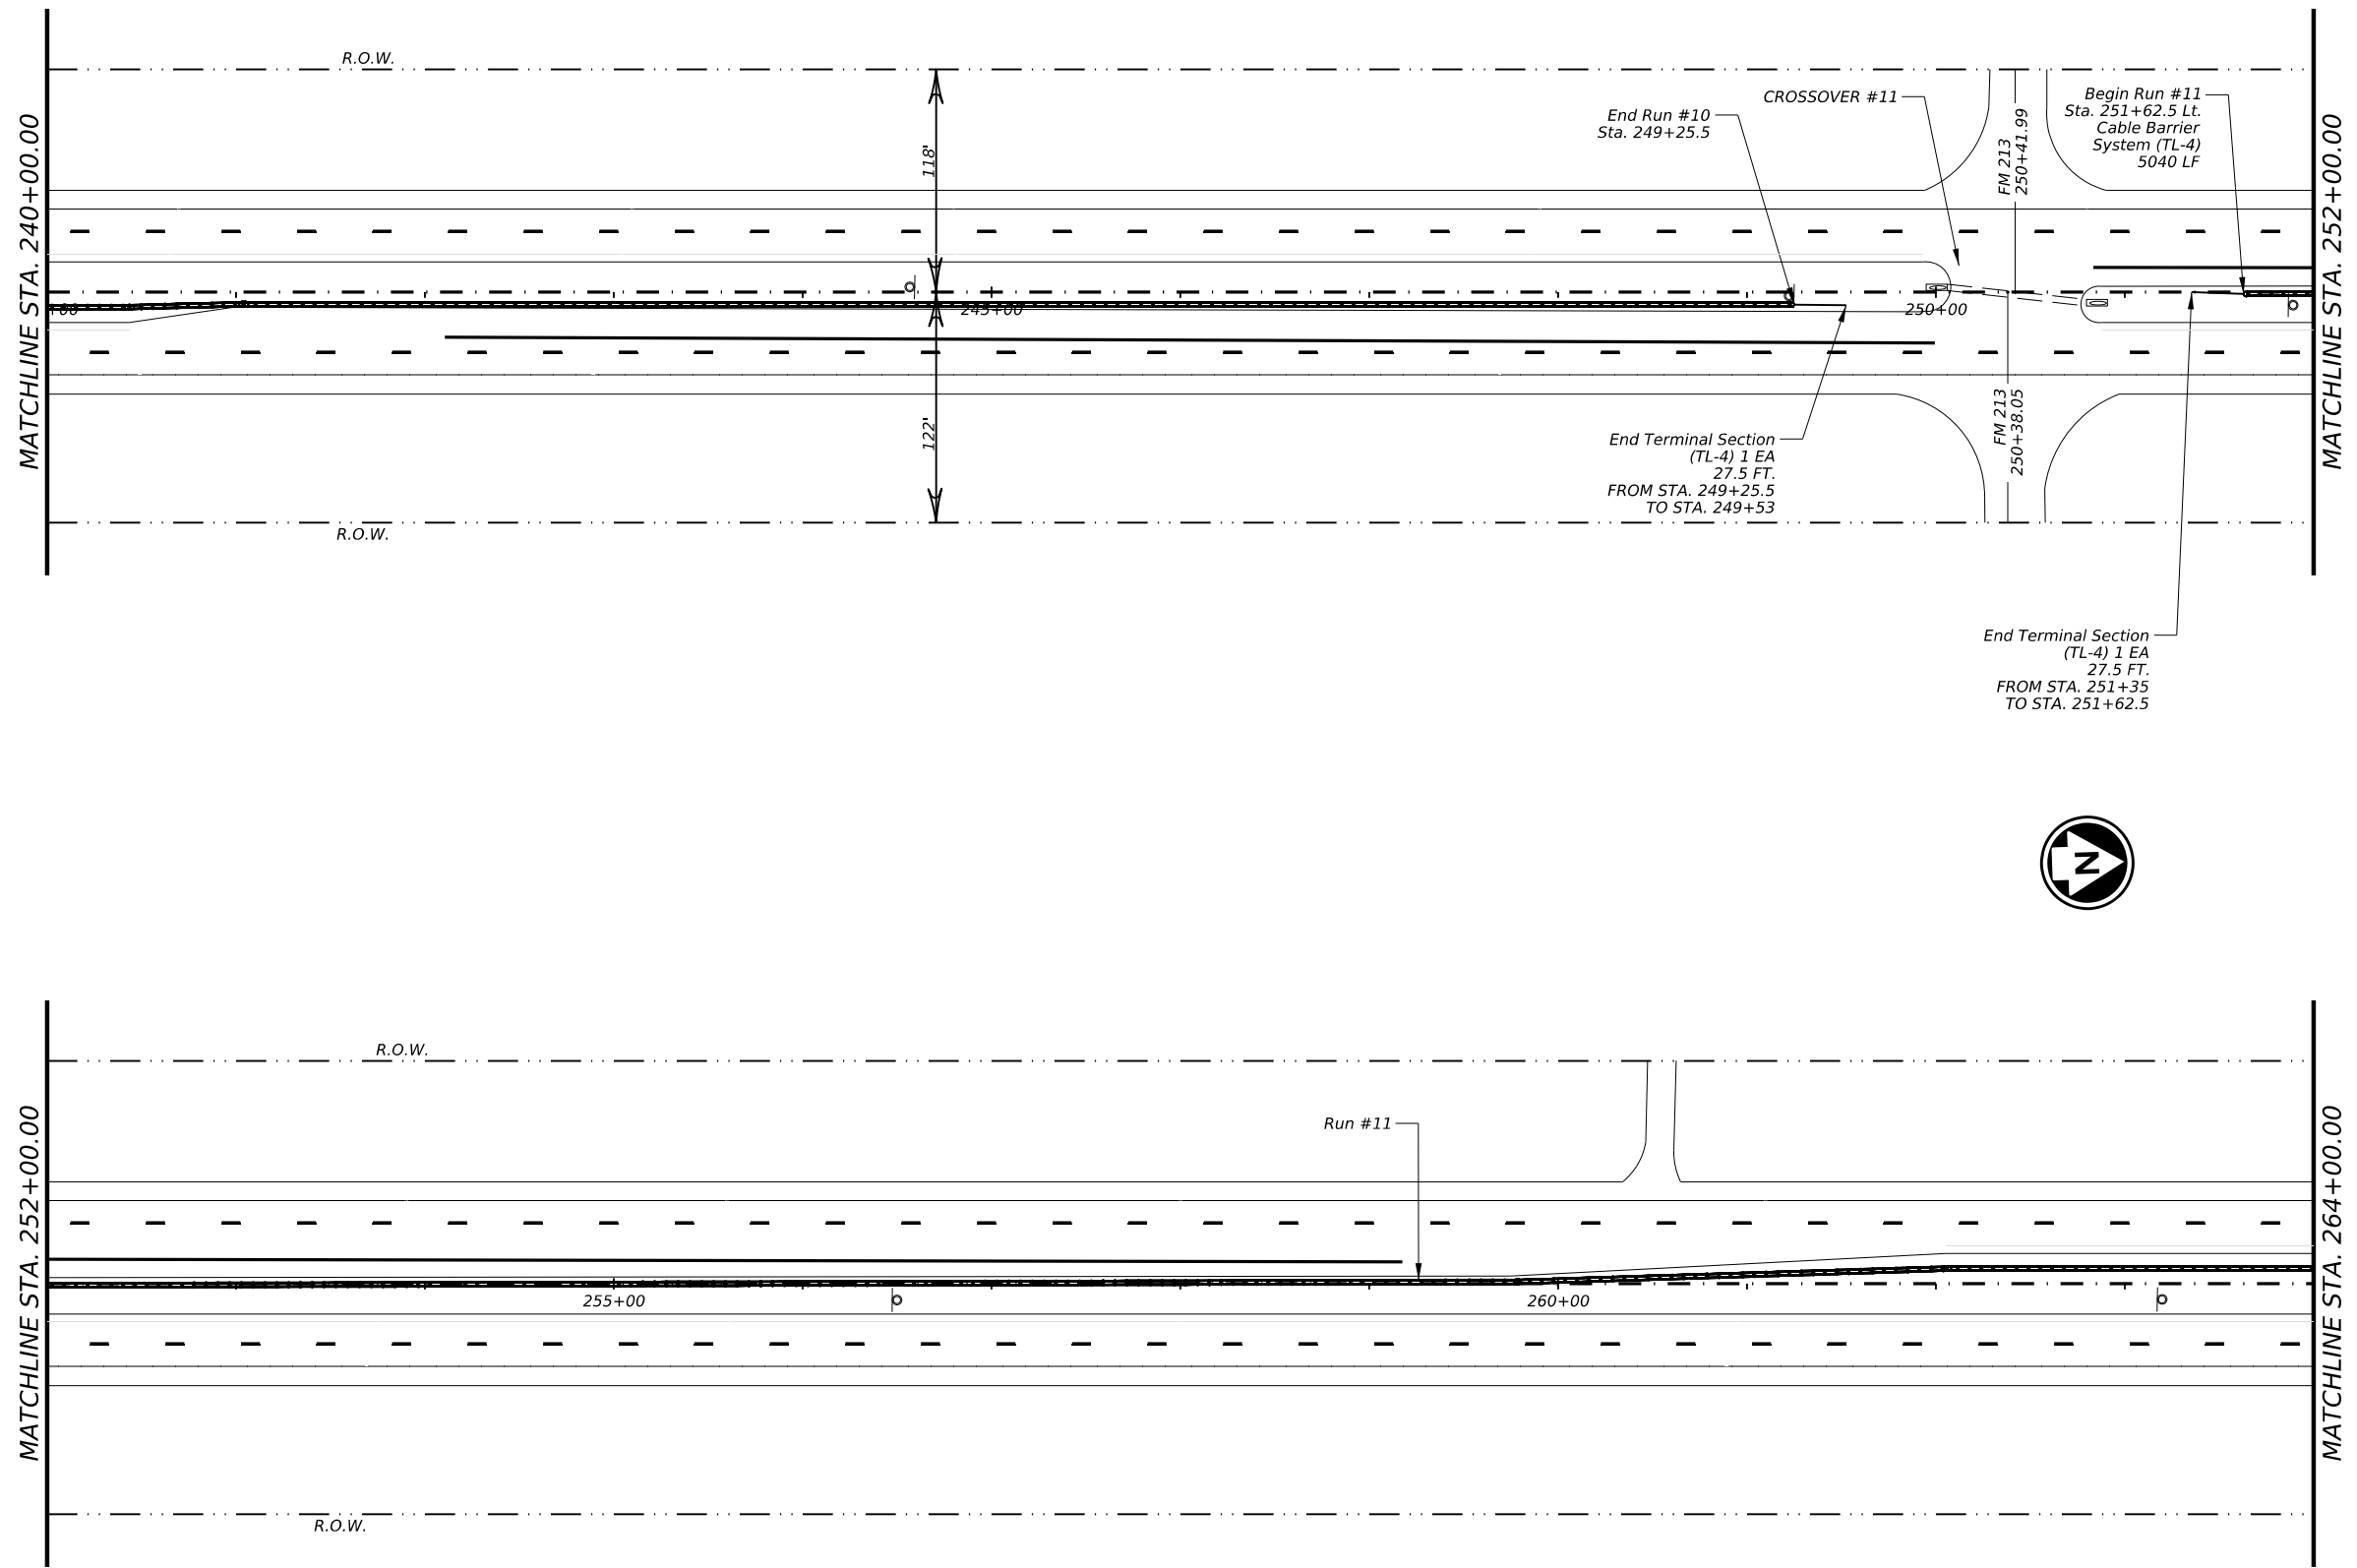 MATCHLINE STA. 240+00.00
R.O.W.
118'
122'
R.O.W.
+00
245+00
250+00
End Run #10
Sta. 249+25.5
CROSSOVER #11
FM 213
250+41.99
Begin Run #11
Sta. 251+62.5 Lt.
Cable Barrier
System (TL-4)
5040 LF
FM 213
250+38.05
End Terminal Section
(TL-4) 1 EA
27.5 FT.
FROM STA. 249+25.5
TO STA. 249+53
MATCHLINE STA. 252+00.00
End Terminal Section
(TL-4) 1 EA
27.5 FT.
FROM STA. 251+35
TO STA. 251+62.5
N
MATCHLINE STA. 252+00.00
R.O.W.
Run #11
255+00
260+00
R.O.W.
MATCHLINE STA. 264+00.00